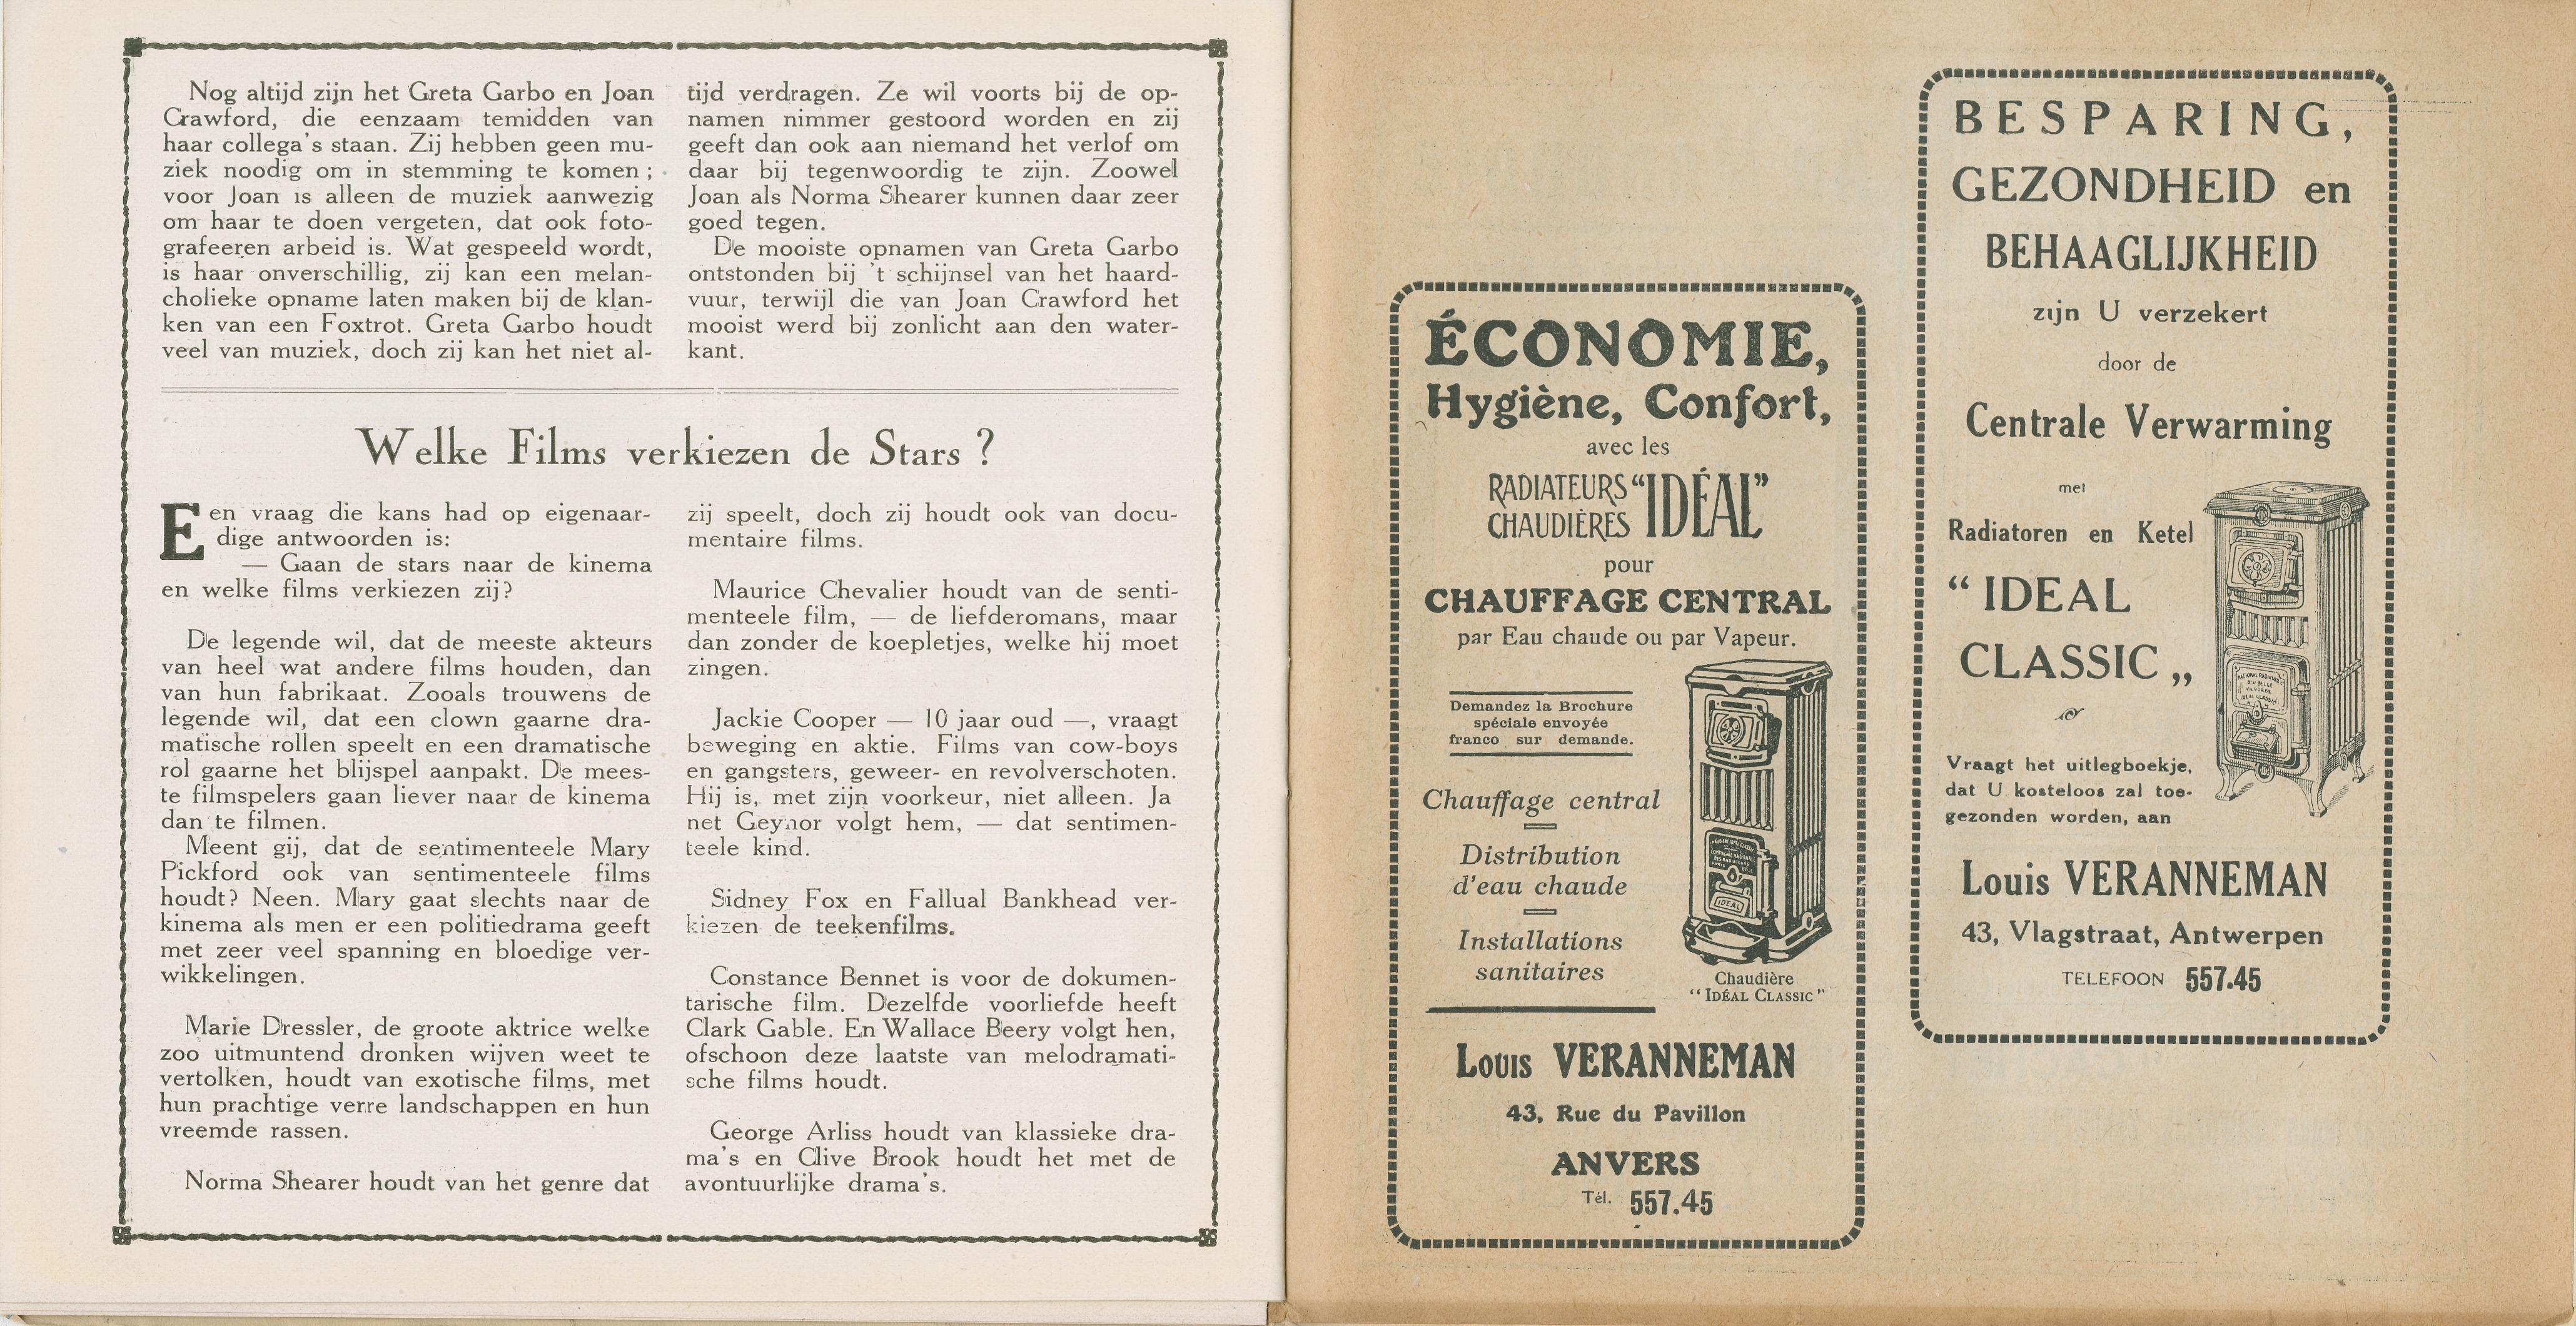 Nog altijd zijn het Greta Garbo en Joan
Crawford, die eenzaam temidden van
haar collega's staan. Zij hebben geen mu-
ziek noodig om in stemming te komen ;
voor Joan is alleen de muziek aanwezig
om haar te doen vergeten, dat ook foto-
grafeeren arbeid is. Wat gespeeld wordt,
is haar onverschillig, zij kan een melan-
cholieke opname laten maken bij de klan-
ken van een Foxtrot. Greta Garbo houdt
veel van muziek, doch zij kan het niet al-
tijd verdragen. Ze wil voorts bij de op-
namen nimmer gestoord worden en zij
geeft dan ook aan niemand het verlof om
daar bij tegenwoordig te zijn. Zoowel
Joan als Norma Shearer kunnen daar zeer
goed tegen.
De mooiste opnamen van Greta Garbo
ontstonden bij 't schijnsel van het haard-
vuur, terwijl die van Joan Crawford het
mooist werd bij zonlicht aan den water-
kant.
Welke Films verkiezen de Stars ?
Een vraag die kans had op eigenaar-
dige antwoorden is:
— Gaan de stars naar de kinema
en welke films verkiezen zij?
De legende wil, dat de meeste akteurs
van heel wat andere films houden, dan
van hun fabrikaat. Zooals trouwens de
legende wil, dat een clown gaarne dra-
matische rollen speelt en een dramatische
rol gaarne het blijspel aanpakt. De mees-
te filmspelers gaan liever naar de kinema
dan te filmen.
Meent gij, dat de sentimenteele Mary
Pickford ook van sentimenteele films
houdt? Neen. Mary gaat slechts naar de
kinema als men er een politiedrama geeft
met zeer veel spanning en bloedige ver-
wikkelingen.
Marie Dressler, de groote aktrice welke
zoo uitmuntend dronken wijven weet te
vertolken, houdt van exotische films, met
hun prachtige verre landschappen en hun
vreemde rassen.
Norma Shearer houdt van het genre dat
zij speelt, doch zij houdt ook van docu-
mentaire films.
Maurice Chevalier houdt van de senti-
menteele film, — de liefderomans, maar
dan zonder de koepletjes, welke hij moet
zingen.
Jackie Cooper — 10 jaar oud —, vraagt
beweging en aktie. Films van cow-boys
en gangsters, geweer- en revolverschoten.
Hij is, met zijn voorkeur, niet alleen. Ja
net Geynor volgt hem, — dat sentimen-
teele kind.
Sidney Fox en Fallual Bankhead ver-
kiezen de teekenfilms.
Constance Bennet is voor de dokumen-
tarische film. Dezelfde voorliefde heeft
Clark Gable. En Wallace Beery volgt hen,
ofschoon deze laatste van melodramati-
sche films houdt.
George Arliss houdt van klassieke dra-
ma's en Clive Brook houdt het met de
avontuurlijke drama's.
ÉCONOMIE,
Hygiène, Confort,
avec les
RADIATEURS "IDÉAL"
CHAUDIÈRES
pour
CHAUFFAGE CENTRAL
par Eau chaude ou par Vapeur.
Demandez la Brochure
spéciale envoyée
franco sur demande.
Chauffage central
Distribution
d'eau chaude
Installations
sanitaires
IDEAL
Chaudière
"IDÉAL CLASSIC"
Louis VERANNEMAN
43, Rue du Pavillon
ANVERS
Tél. 557.45
BESPARING,
GEZONDHEID en
BEHAAGLIJKHEID
zijn U verzekert
door de
Centrale Verwarming
met
Radiatoren en Ketel
" IDEAL
CLASSIC „
Vraagt het uitlegboekje,
dat U kosteloos zal toe-
gezonden worden, aan
Louis VERANNEMAN
43, Vlagstraat, Antwerpen
TELEFOON 557.45